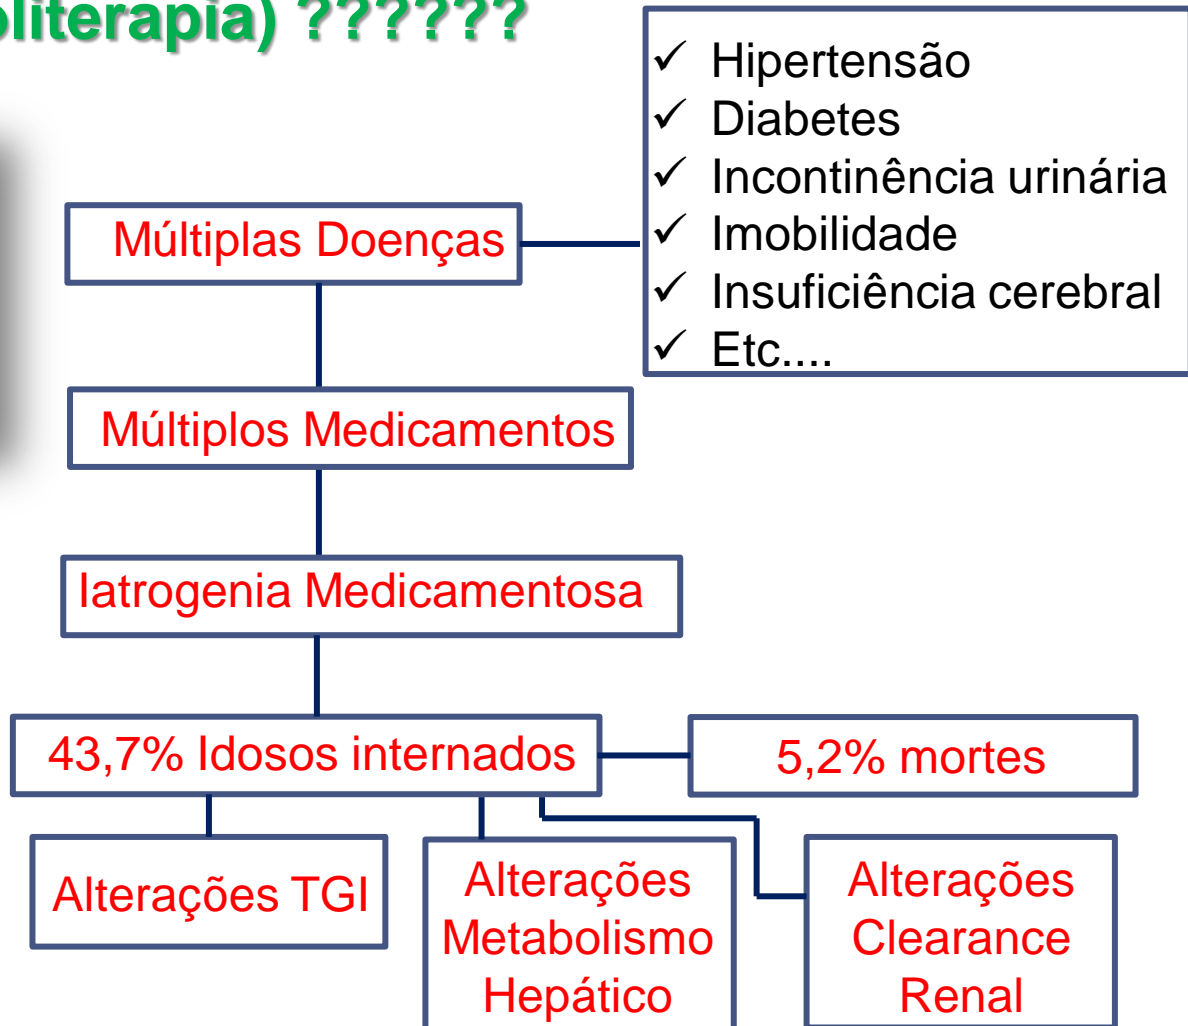 oliterapia) ??????
✓ Hipertensão
✓ Diabetes
✓ Incontinência urinária
✓ Imobilidade
✓ Insuficiência cerebral
✓ Etc....
Múltiplas Doenças
Múltiplos Medicamentos
Iatrogenia Medicamentosa
43,7% Idosos internados
5,2% mortes
Alterações TGI
Alterações
Metabolismo
Hepático
Alterações
Clearance
Renal